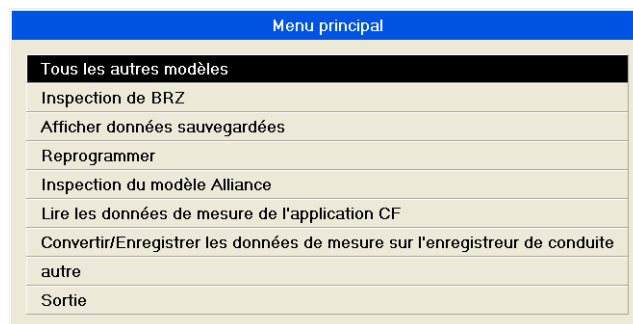 Menu principal
Tous les autres modèles
Inspection de BRZ
Afficher données sauvegardées
Reprogrammer
Inspection du modèle Alliance
Lire les données de mesure de l'application CF
Convertir/Enregistrer les données de mesure sur l'enregistreur de conduite
autre
Sortie